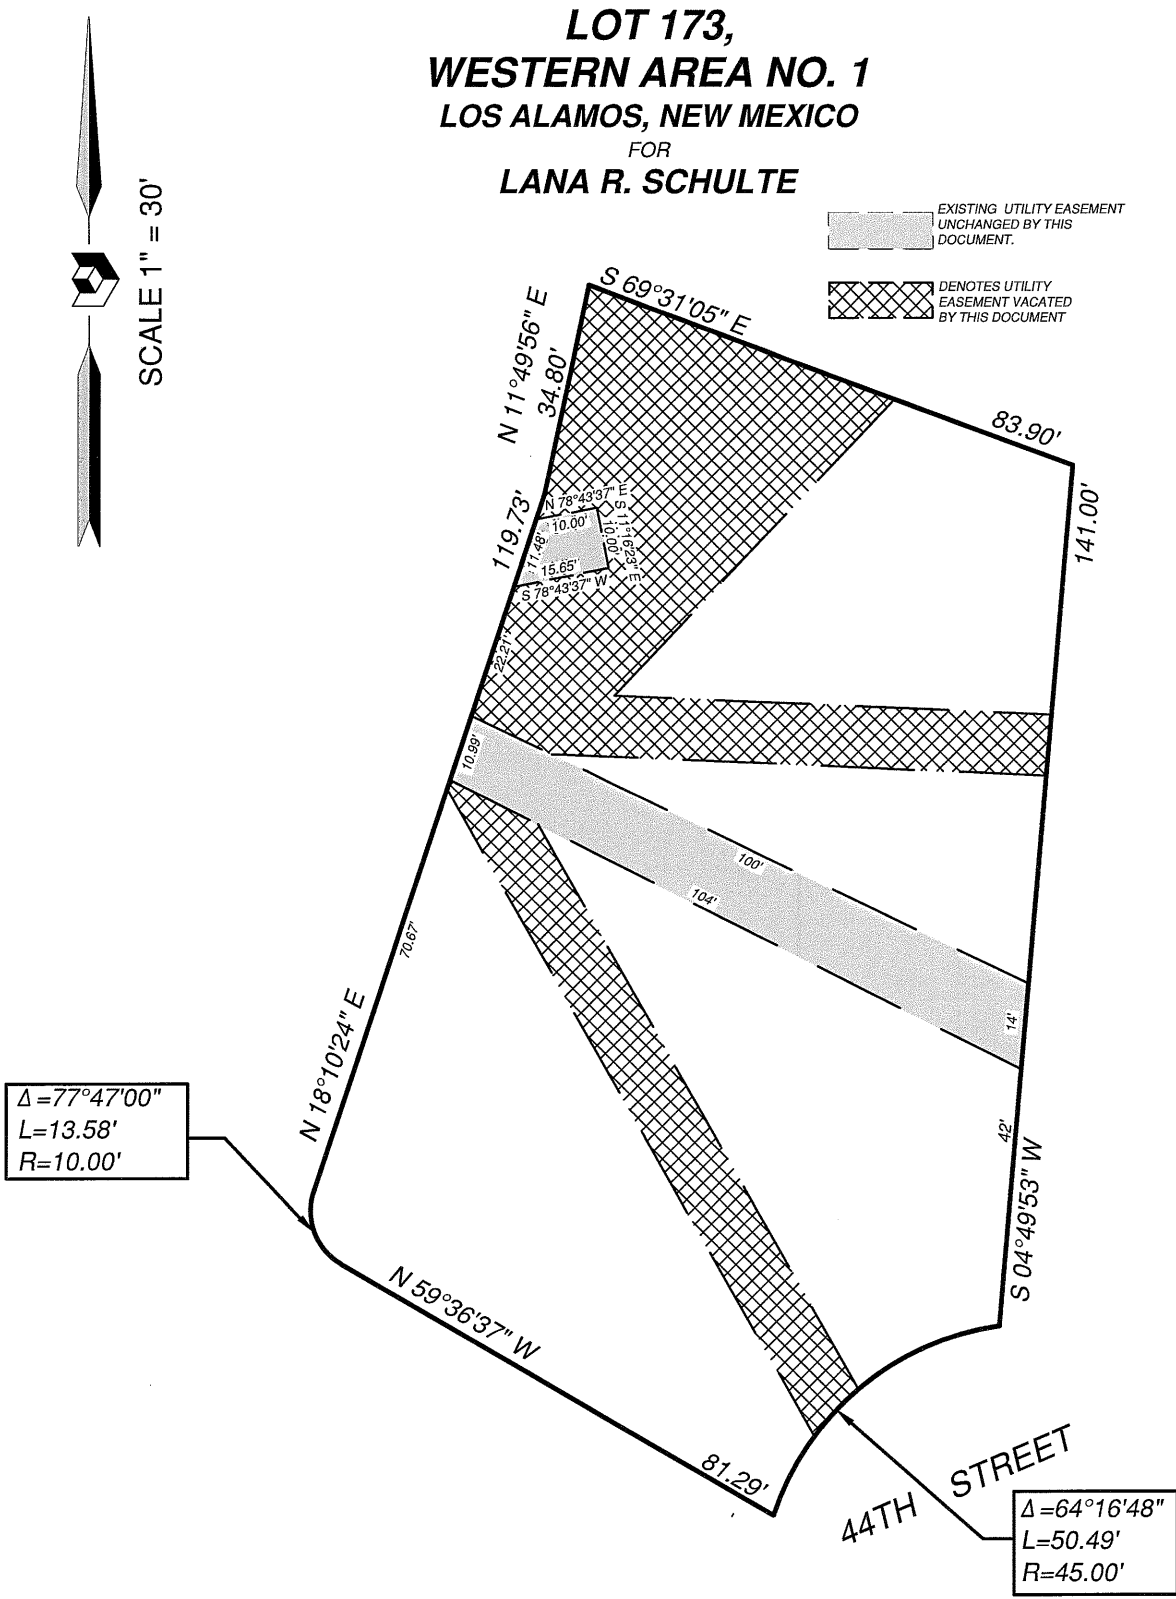 LOT 173,
WESTERN AREA NO. 1
LOS ALAMOS, NEW MEXICO
FOR
LANA R. SCHULTE
SCALE 1" = 30'
EXISTING UTILITY EASEMENT
UNCHANGED BY THIS
DOCUMENT.
DENOTES UTILITY
EASEMENT VACATED
BY THIS DOCUMENT
S 69°31'05" E
83.90'
N 11°49'56" E
34.80'
141.00'
119.73'
N 78°43'37" E
10.00'
S 11°16'23" E
10.00'
11.48'
15.65'
S 78°43'37" W
22.21'
10.99'
100'
104'
70.67'
14'
42'
N 18°10'24" E
S 04°49'53" W
Δ=77°47'00"
L=13.58'
R=10.00'
N 59°36'37" W
81.29'
44TH STREET
Δ=64°16'48"
L=50.49'
R=45.00'